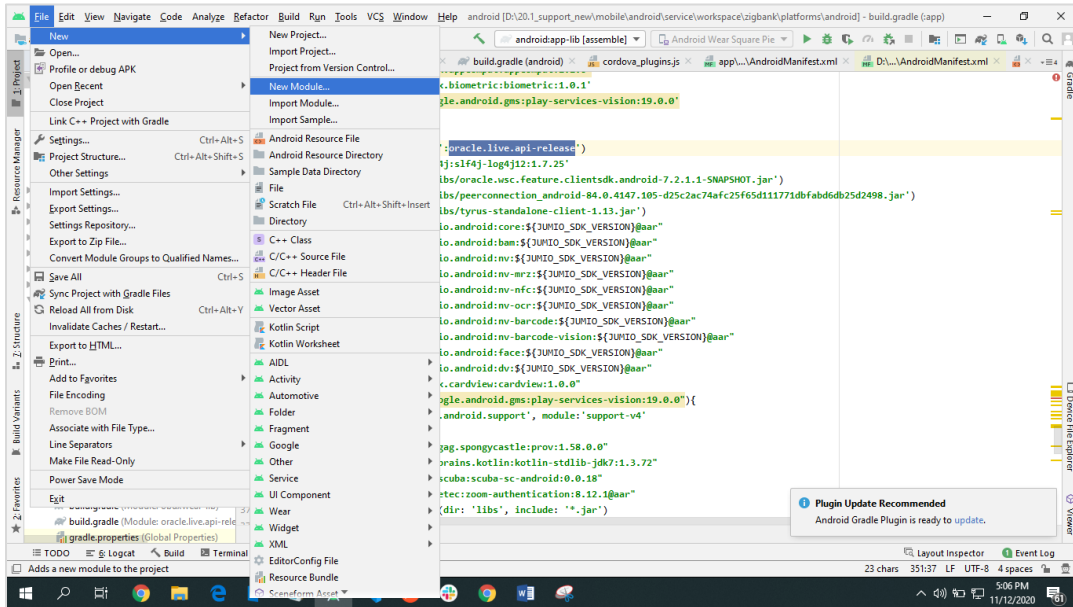 File Edit View Navigate Code Analyze Refactor Build Run Tools VCS Window Help android [D:\20.1_support_new\mobile\android\service\workspace\zigbank\platforms\android] - build.gradle (:app)
android:app-lib [assemble] Android Wear Square Pie
build.gradle (android) cordova_plugins.js app\...\AndroidManifest.xml D:\...\AndroidManifest.xml
New
Open...
Profile or debug APK
Open Recent
Close Project
Link C++ Project with Gradle
Settings... Ctrl+Alt+S
Project Structure... Ctrl+Alt+Shift+S
Other Settings
Import Settings...
Export Settings...
Settings Repository...
Export to Zip File...
Convert Module Groups to Qualified Names...
Save All Ctrl+S
Sync Project with Gradle Files
Reload All from Disk Ctrl+Alt+Y
Invalidate Caches / Restart...
Export to HTML...
Print...
Add to Favorites
File Encoding
Remove BOM
Associate with File Type...
Line Separators
Make File Read-Only
Power Save Mode
Exit
New Project...
Import Project...
Project from Version Control...
New Module...
Import Module...
Import Sample...
Android Resource File
Android Resource Directory
Sample Data Directory
File
Scratch File Ctrl+Alt+Shift+Insert
Directory
C++ Class
C/C++ Source File
C/C++ Header File
Image Asset
Vector Asset
Kotlin Script
Kotlin Worksheet
AIDL
Activity
Automotive
Folder
Fragment
Google
Other
Service
UI Component
Wear
Widget
XML
EditorConfig File
Resource Bundle
Sceneform Asset
x.biometric:biometric:1.0.1'
gle.android.gms:play-services-vision:19.0.0"
':oracle.live.api-release')
4j:slf4j-log4j12:1.7.25'
ibs/oracle.wsc.feature.clientsdk.android-7.2.1.1-SNAPSHOT.jar')
ibs/peerconnection_android-84.0.4147.105-d25c2ac74afc25f65d111771dbfabd6db25d2498.jar')
ibs/tyrus-standalone-client-1.13.jar')
io.android:core:${JUMIO_SDK_VERSION}@aar"
io.android:bam:${JUMIO_SDK_VERSION}@aar"
io.android:nv:${JUMIO_SDK_VERSION}@aar"
io.android:nv-mrz:${JUMIO_SDK_VERSION}@aar"
io.android:nv-nfc:${JUMIO_SDK_VERSION}@aar"
io.android:nv-ocr:${JUMIO_SDK_VERSION}@aar"
io.android:nv-barcode:${JUMIO_SDK_VERSION}@aar"
io.android:nv-barcode-vision:${JUMIO_SDK_VERSION}@aar"
io.android:face:${JUMIO_SDK_VERSION}@aar"
io.android:dv:${JUMIO_SDK_VERSION}@aar"
x.cardview:cardview:1.0.0"
ogle.android.gms:play-services-vision:19.0.0"){
.android.support', module:'support-v4'
gag.spongycastle:prov:1.58.0.0"
brains.kotlin:kotlin-stdlib-jdk7:1.3.72"
scuba:scuba-sc-android:0.0.18"
etec:zoom-authentication:8.12.1@aar"
(dir: 'libs', include: '*.jar')
1: Project
Resource Manager
Z: Structure
Build Variants
2: Favorites
Gradle
Device File Explorer
Viewer
build.gradle (Module: oracle.live.api-rele
gradle.properties (Global Properties)
Plugin Update Recommended
Android Gradle Plugin is ready to update.
TODO 6: Logcat Build Terminal Layout Inspector 1 Event Log
Adds a new module to the project 23 chars 351:37 LF UTF-8 4 spaces
5:06 PM
11/12/2020
61